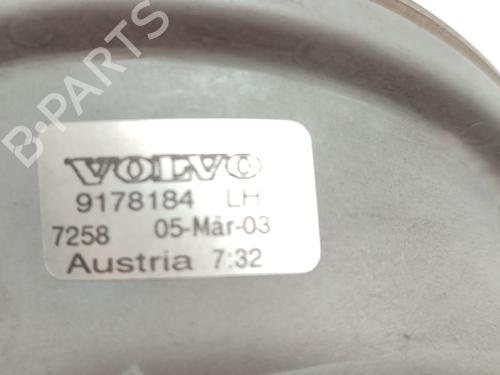 B-PARTS
VOLVO
9178184 LH
7258 05-Mär-03
Austria 7:32